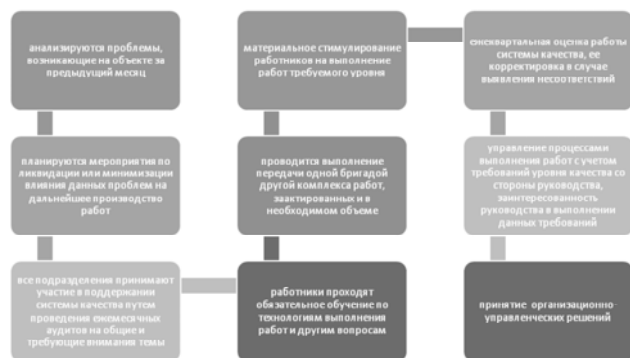 анализируются проблемы,
возникающие на объекте за
предыдущий месяц
планируются мероприятия по
ликвидации или минимизации
влияния данных проблем на
дальнейшее производство
работ
все подразделения принимают
участие в поддержании
системы качества путем
проведения ежемесячных
аудитов на общие и
требующие внимания темы
работники проходят
обязательное обучение по
технологиям выполнения
работ и другим вопросам
проводится выполнение
передачи одной бригадой
другой комплекса работ,
заактированных и в
необходимом объеме
материальное стимулирование
работников на выполнение
работ требуемого уровня
ежеквартальная оценка работы
системы качества, ее
корректировка в случае
выявления несоответствий
управление процессами
выполнения работ с учетом
требований уровня качества со
стороны руководства,
заинтересованность
руководства в выполнении
данных требований
принятие организационно-
управленческих решений